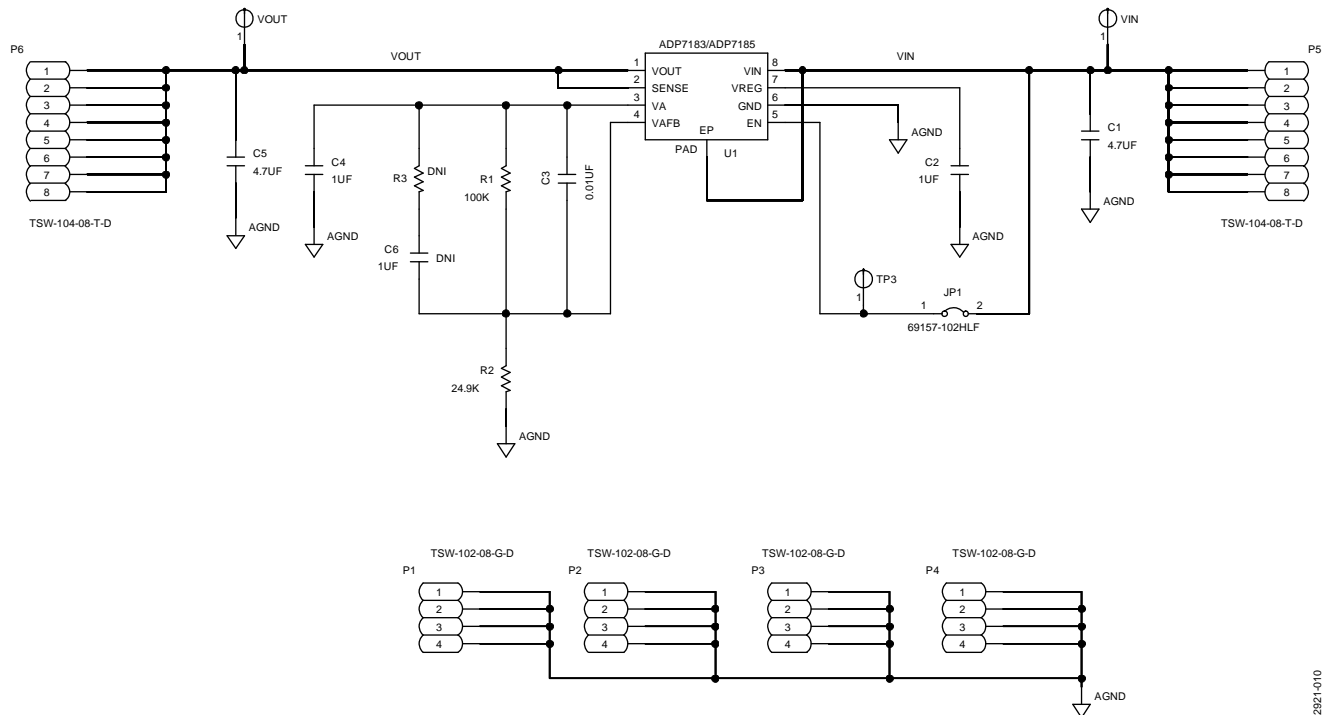 VOUT
1
VIN
1
P6
ADP7183/ADP7185
P5
VOUT
VIN
1
2
3
4
5
6
7
8
TSW-104-08-T-D
C5
4.7UF
AGND
C4
1UF
AGND
R3
DNI
C6
1UF
DNI
R1
100K
C3
0.01UF
R2
24.9K
AGND
1
2
3
4
VOUT
SENSE
VA
VAFB
VIN
VREG
GND
EN
8
7
6
5
EP
PAD
U1
AGND
C2
1UF
AGND
TP3
1
JP1
1
2
69157-102HLF
C1
4.7UF
AGND
1
2
3
4
5
6
7
8
TSW-104-08-T-D
TSW-102-08-G-D
P1
1
2
3
4
TSW-102-08-G-D
P2
1
2
3
4
TSW-102-08-G-D
P3
1
2
3
4
TSW-102-08-G-D
P4
1
2
3
4
AGND
2921-010